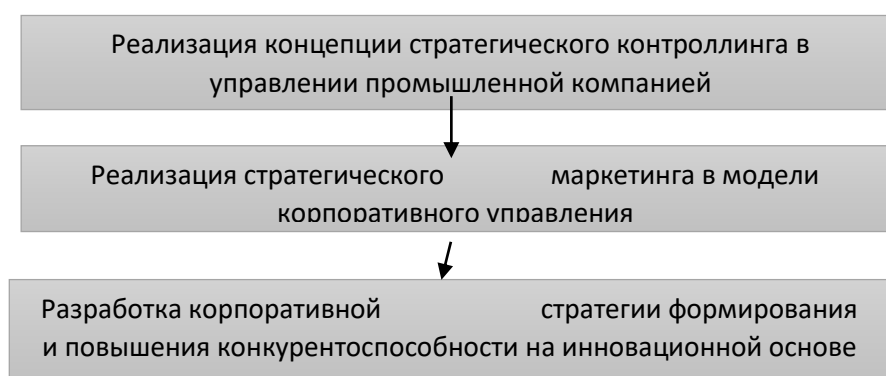 Реализация концепции стратегического контроллинга в
управлении промышленной компанией
Реализация стратегического маркетинга в модели
корпоративного управления
Разработка корпоративной стратегии формирования
и повышения конкурентоспособности на инновационной основе